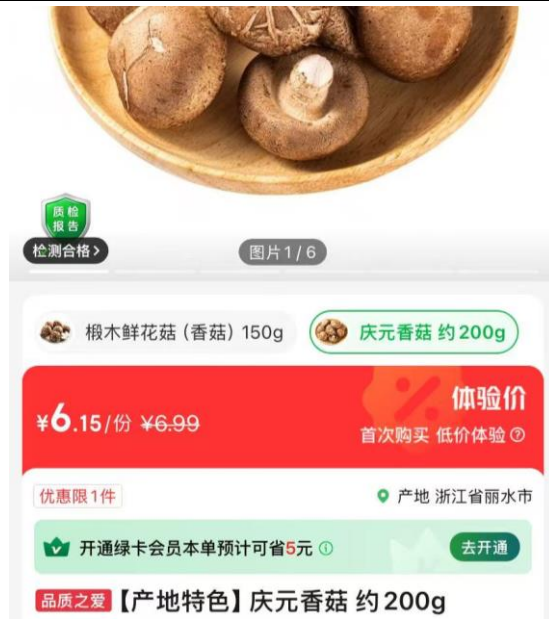 质检
报告
检测合格>
图片1/6
椴木鲜花菇（香菇）150g
庆元香菇 约200g
¥6.15/份 ¥6.99
体验价
首次购买 低价体验?
优惠限1件
产地 浙江省丽水市
开通绿卡会员本单预计可省5元
去开通
品质之爱【产地特色】庆元香菇 约200g